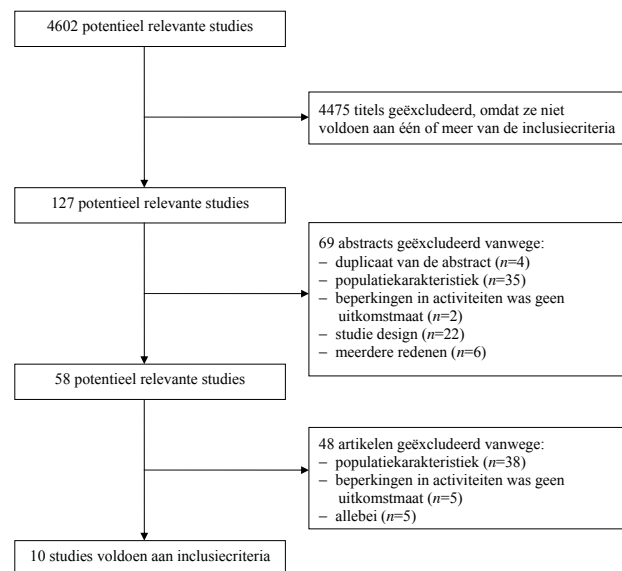 4602 potentieel relevante studies
4475 titels geëxcludeerd, omdat ze niet
voldoen aan één of meer van de inclusiecriteria
127 potentieel relevante studies
69 abstracts geëxcludeerd vanwege:
– duplicaat van de abstract (n=4)
– populatiekarakteristiek (n=35)
– beperkingen in activiteiten was geen
uitkomstmaat (n=2)
– studie design (n=22)
– meerdere redenen (n=6)
58 potentieel relevante studies
48 artikelen geëxcludeerd vanwege:
– populatiekarakteristiek (n=38)
– beperkingen in activiteiten was geen
uitkomstmaat (n=5)
– allebei (n=5)
10 studies voldoen aan inclusiecriteria